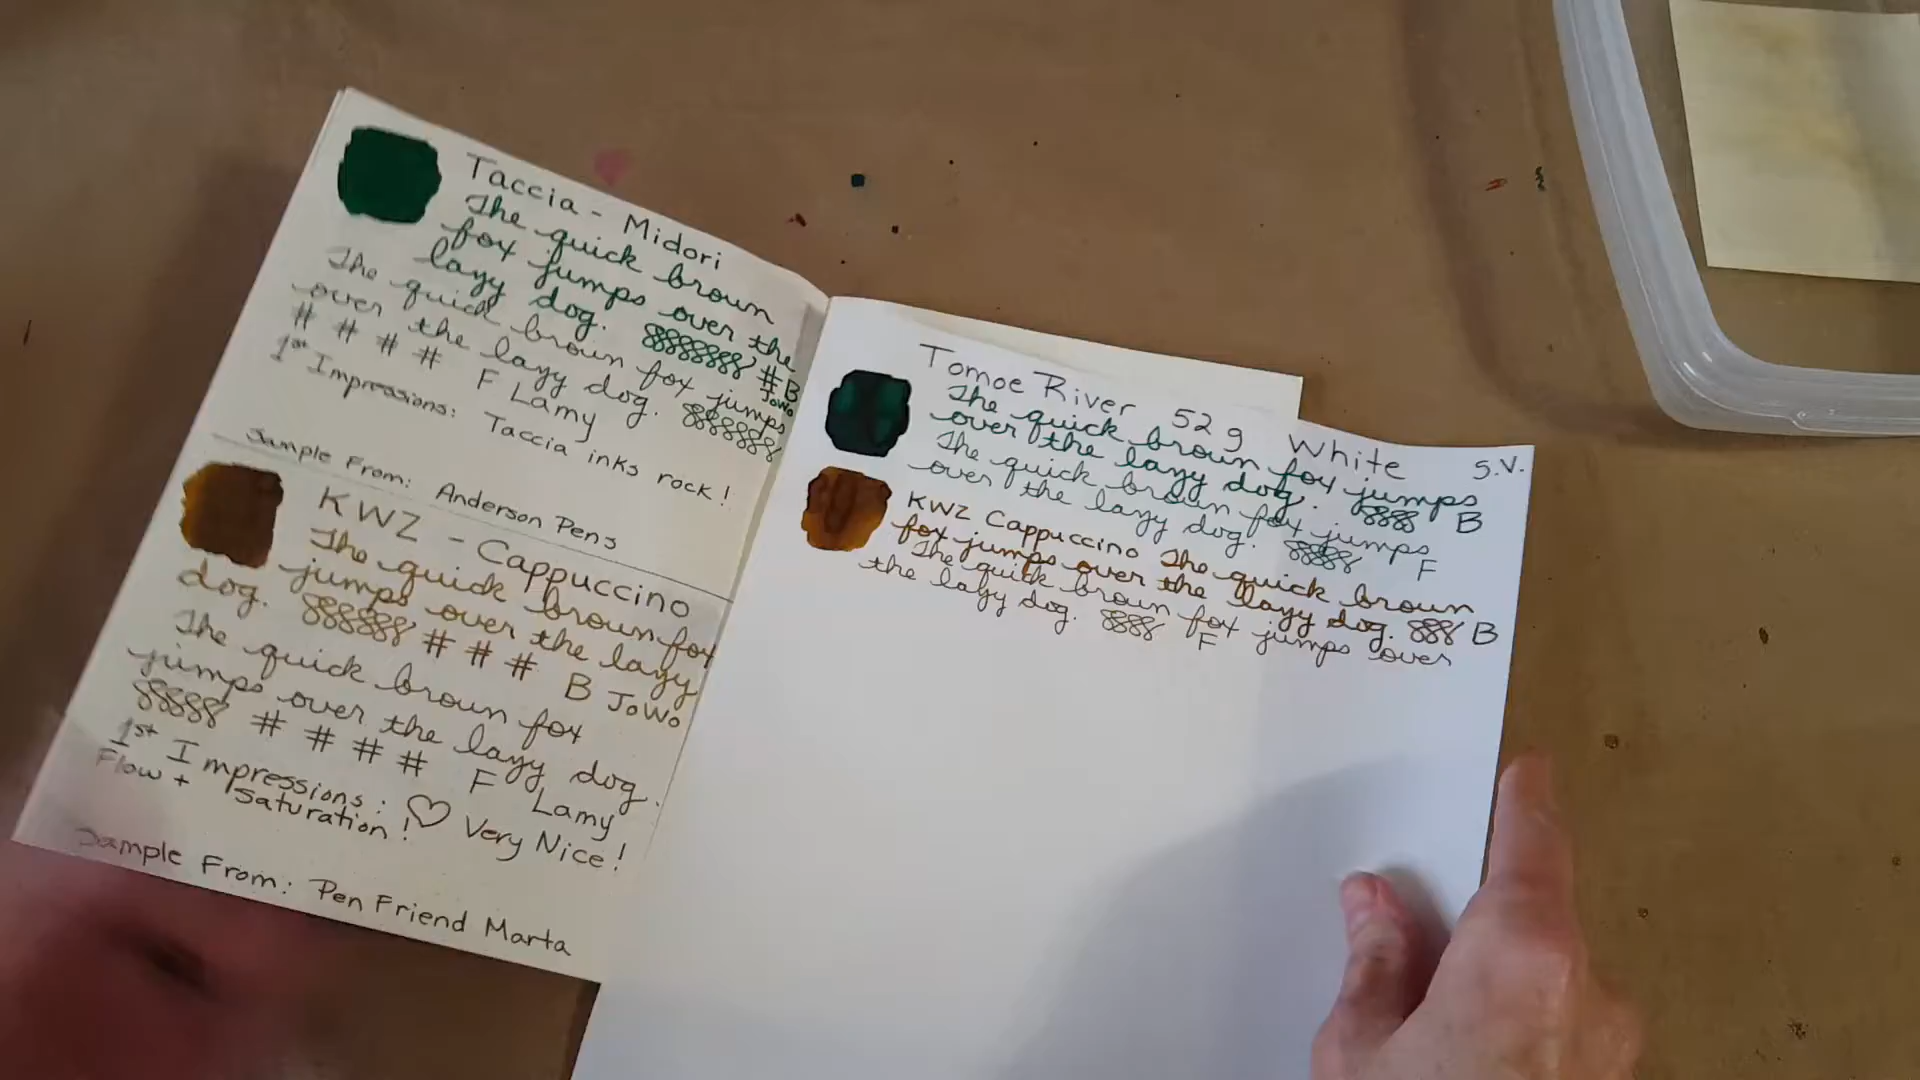 Taccia - Midori
The quick brown
fox jumps over the
lazy dog. 88888888 # B
JoWo
The quick brown fox jumps
over the lazy dog. 8888888
# # # # F Lamy
1st Impressions: Taccia inks rock!
Sample From: Anderson Pens
KWZ - Cappuccino
The quick brown fox
jumps over the lazy
dog. 888888 # # # B JoWo
The quick brown fox
jumps over the lazy dog.
88888 # # # # F Lamy
1st Impressions: ♡ Very Nice!
Flow + Saturation!
Sample From: Pen Friend Marta
Tomoe River 52 g White S.V.
The quick brown fox jumps
over the lazy dog. 888 B
The quick brown fox jumps
over the lazy dog. 8888 F
KWZ Cappuccino The quick brown
fox jumps over the lazy dog. 888 B
The quick brown fox jumps over
the lazy dog. 8888 F